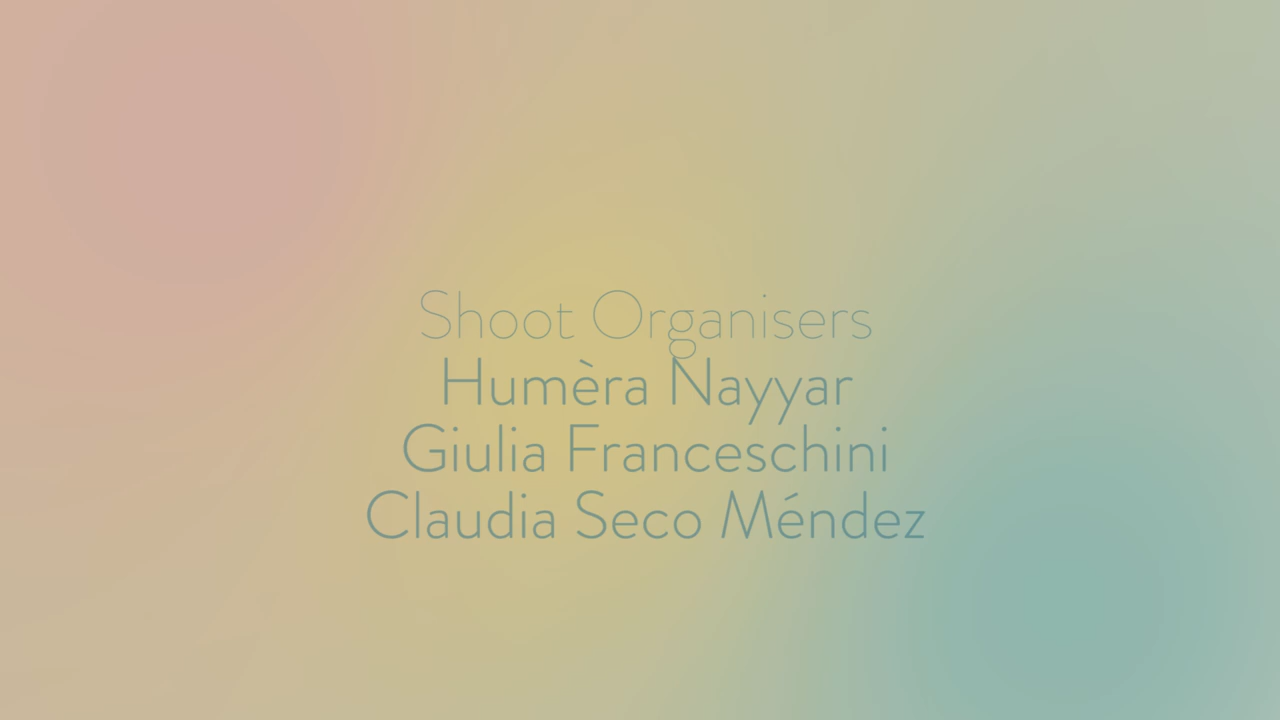 Shoot Organisers
Humèra Nayyar
Giulia Franceschini
Claudia Seco Méndez